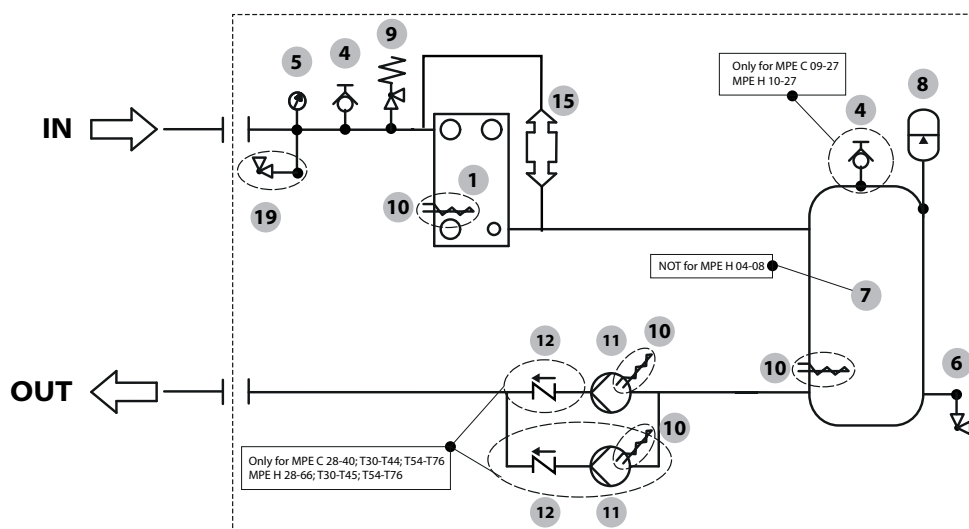 5
4
9
15
Only for MPE C 09-27
MPE H 10-27
8
4
IN
19
10
1
NOT for MPE H 04-08
7
12
11
10
10
6
OUT
10
Only for MPE C 28-40; T30-T44; T54-T76
MPE H 28-66; T30-T45; T54-T76
12
11